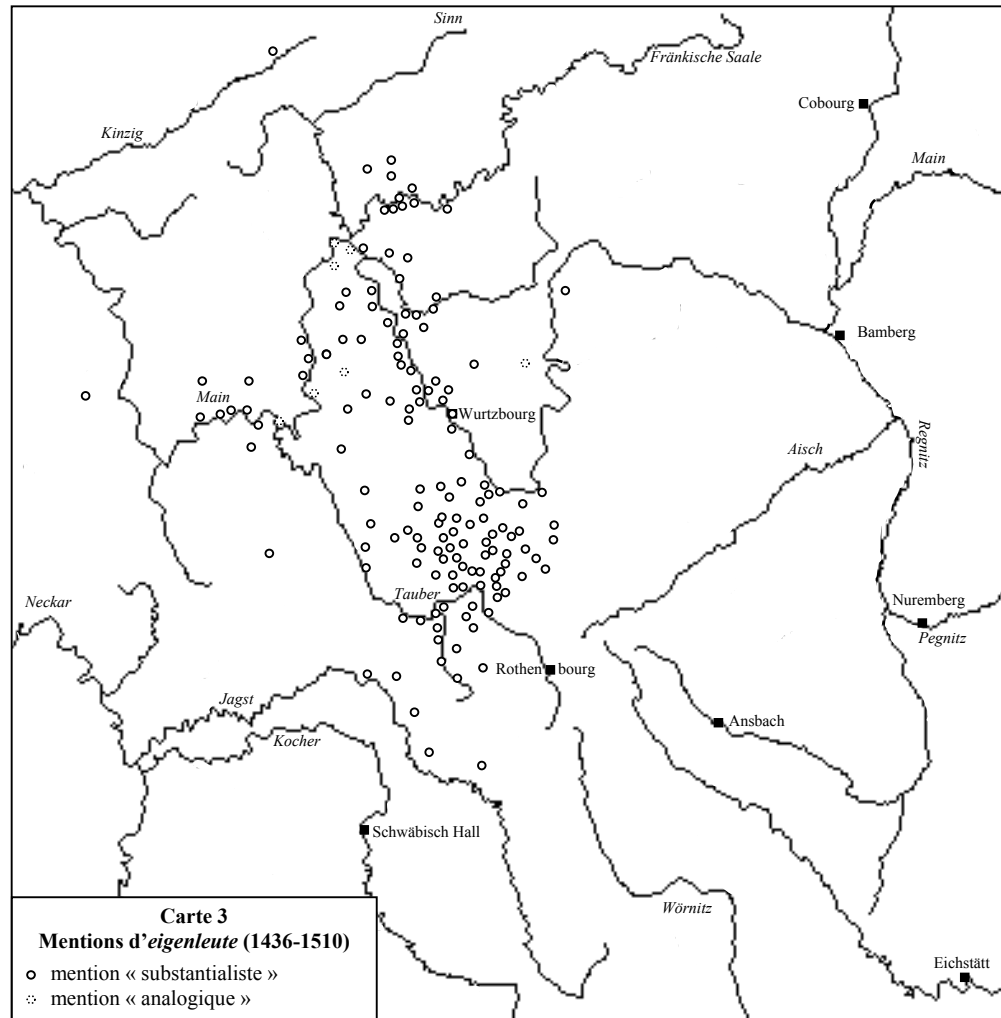 Sinn
Fränkische Saale
Cobourg
Kinzig
Main
Bamberg
Main
Wurtzbourg
Regnitz
Aisch
Tauber
Neckar
Nuremberg
Pegnitz
Rothen bourg
Jagst
Ansbach
Kocher
Schwäbisch Hall
Wörnitz
Eichstätt
Carte 3
Mentions d’eigenleute (1436-1510)
mention « substantialiste »
mention « analogique »